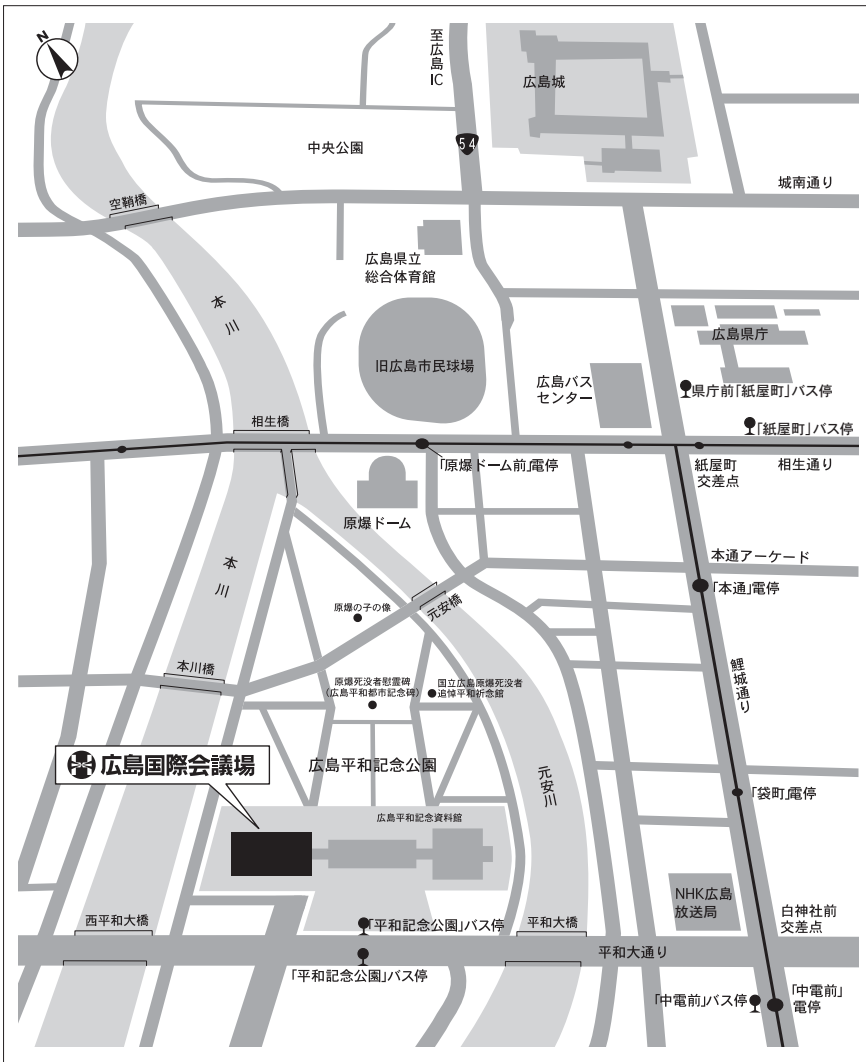 N
至広島IC
広島城
54
中央公園
城南通り
空鞘橋
広島県立
総合体育館
本川
広島県庁
旧広島市民球場
広島バス
センター
県庁前「紙屋町」バス停
「紙屋町」バス停
相生橋
「原爆ドーム前」電停
紙屋町
交差点
相生通り
原爆ドーム
本通アーケード
本川
「本通」電停
原爆の子の像
元安橋
本川橋
鯉城通り
原爆死没者慰霊碑
(広島平和都市記念碑)
国立広島原爆死没者
追悼平和祈念館
広島国際会議場
広島平和記念公園
元安川
「袋町」電停
広島平和記念資料館
NHK広島
放送局
白神社前
交差点
西平和大橋
「平和記念公園」バス停
平和大橋
平和大通り
「平和記念公園」バス停
「中電前」バス停
「中電前」
電停